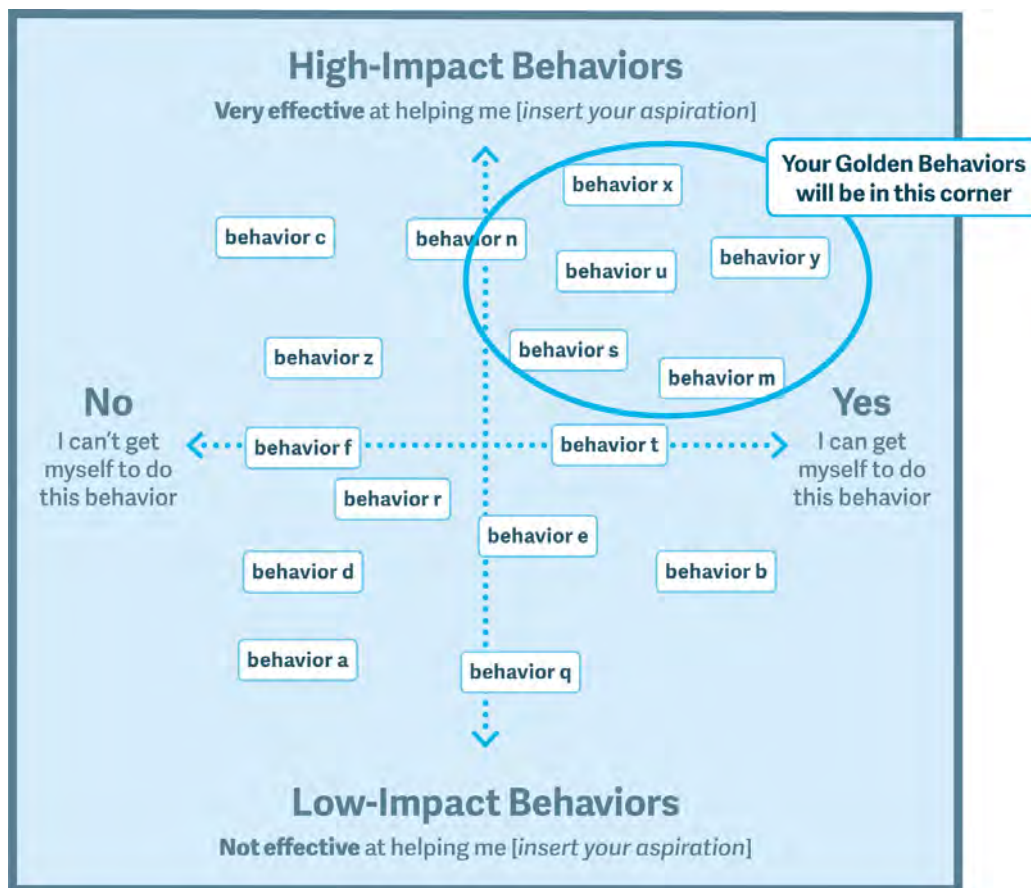 High-Impact Behaviors
Very effective at helping me [insert your aspiration]
Your Golden Behaviors
will be in this corner
behavior x
behavior c
behavior n
behavior y
behavior u
behavior s
behavior z
behavior m
No
I can't get
myself to do
this behavior
Yes
I can get
myself to do
this behavior
behavior f
behavior t
behavior r
behavior e
behavior d
behavior b
behavior a
behavior q
Low-Impact Behaviors
Not effective at helping me [insert your aspiration]